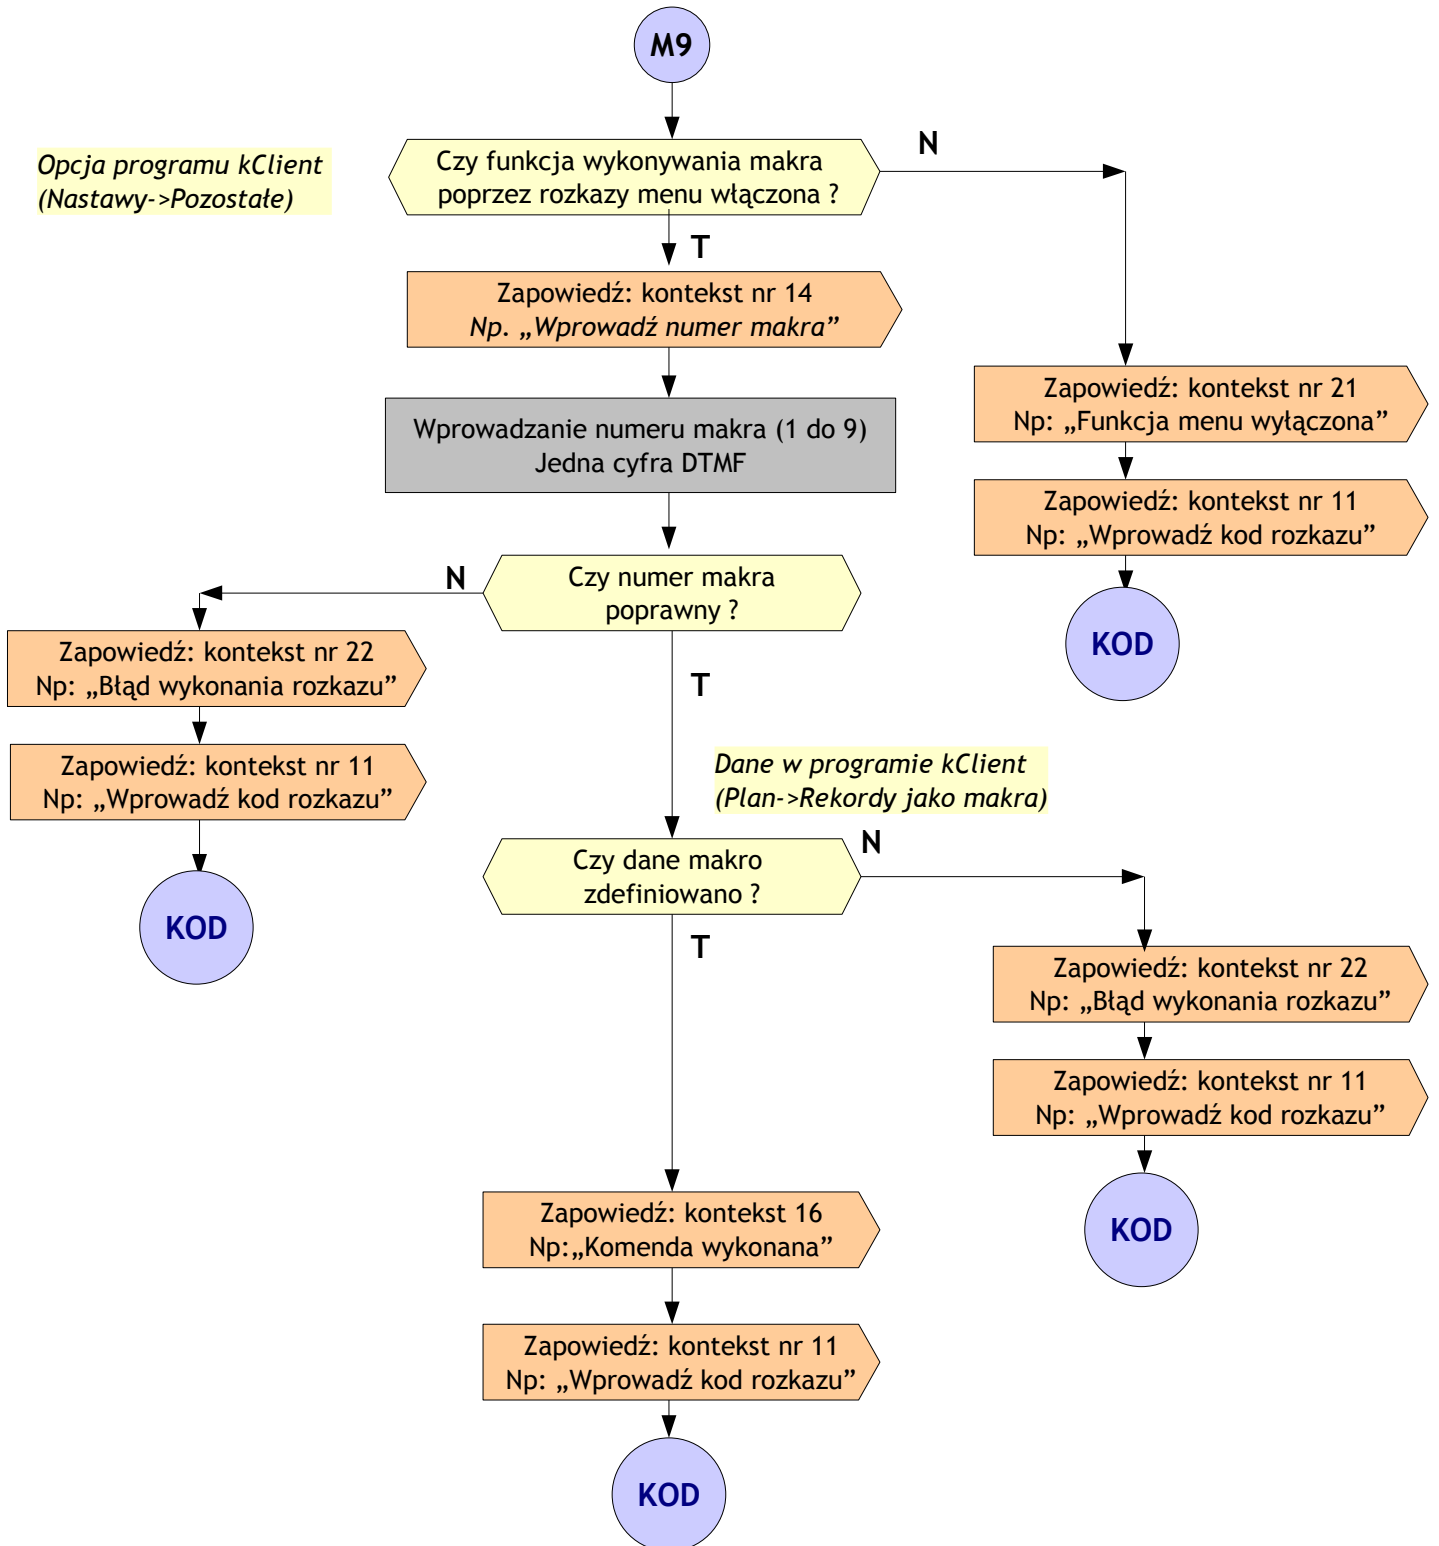 M9
N
Opcja programu kClient
(Nastawy->Pozostałe)
Czy funkcja wykonywania makra
poprzez rozkazy menu włączona ?
T
Zapowiedź: kontekst nr 14
Np. „Wprowadź numer makra”
Zapowiedź: kontekst nr 21
Np: „Funkcja menu wyłączona”
Wprowadzanie numeru makra (1 do 9)
Jedna cyfra DTMF
Zapowiedź: kontekst nr 11
Np: „Wprowadź kod rozkazu”
KOD
N
Czy numer makra
poprawny ?
T
Zapowiedź: kontekst nr 22
Np: „Błąd wykonania rozkazu”
Zapowiedź: kontekst nr 11
Np: „Wprowadź kod rozkazu”
KOD
Dane w programie kClient
(Plan->Rekordy jako makra)
N
Czy dane makro
zdefiniowano ?
T
Zapowiedź: kontekst nr 22
Np: „Błąd wykonania rozkazu”
Zapowiedź: kontekst nr 11
Np: „Wprowadź kod rozkazu”
KOD
Zapowiedź: kontekst 16
Np:„Komenda wykonana”
Zapowiedź: kontekst nr 11
Np: „Wprowadź kod rozkazu”
KOD